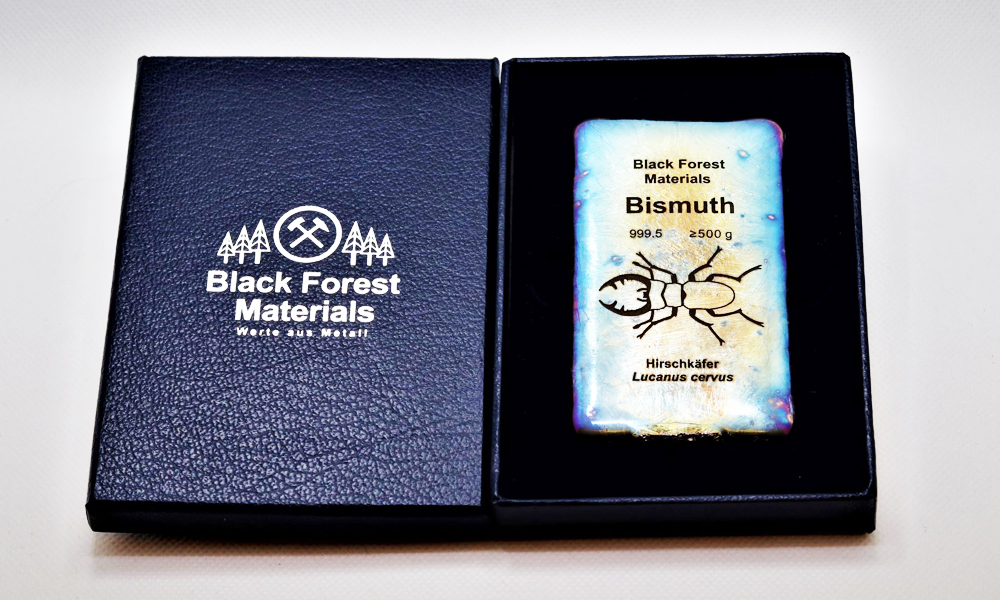 Black Forest
Materials
Werte aus Metall
Black Forest
Materials
Bismuth
999.5 ≥500 g
Hirschkäfer
Lucanus cervus